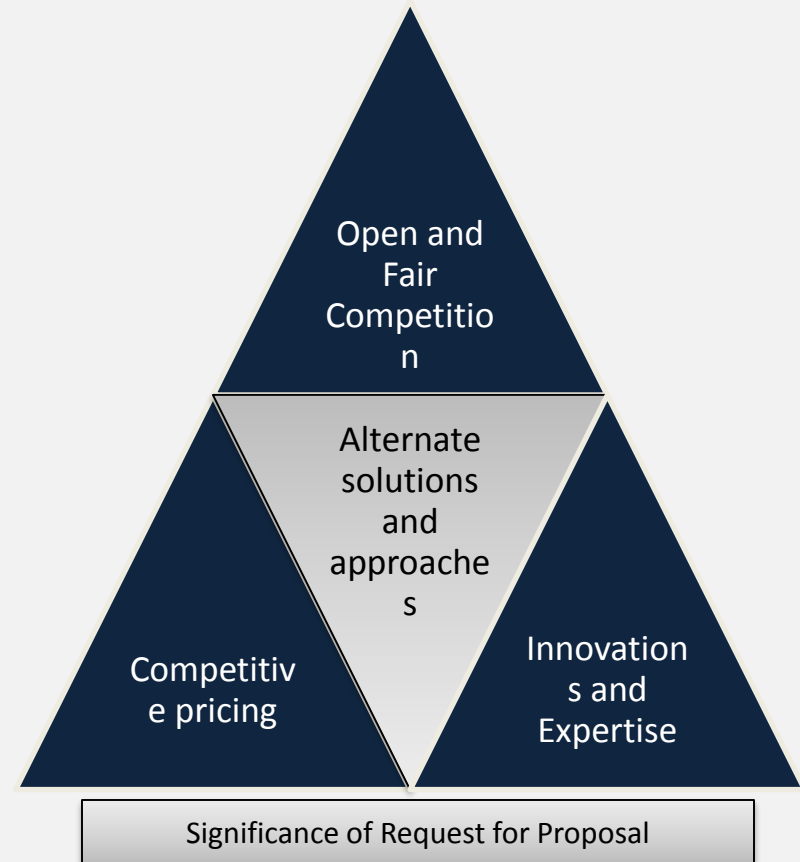 Open and
Fair
Competitio
n
Alternate
solutions
and
approache
s
Competitiv
e pricing
Innovation
s and
Expertise
Significance of Request for Proposal